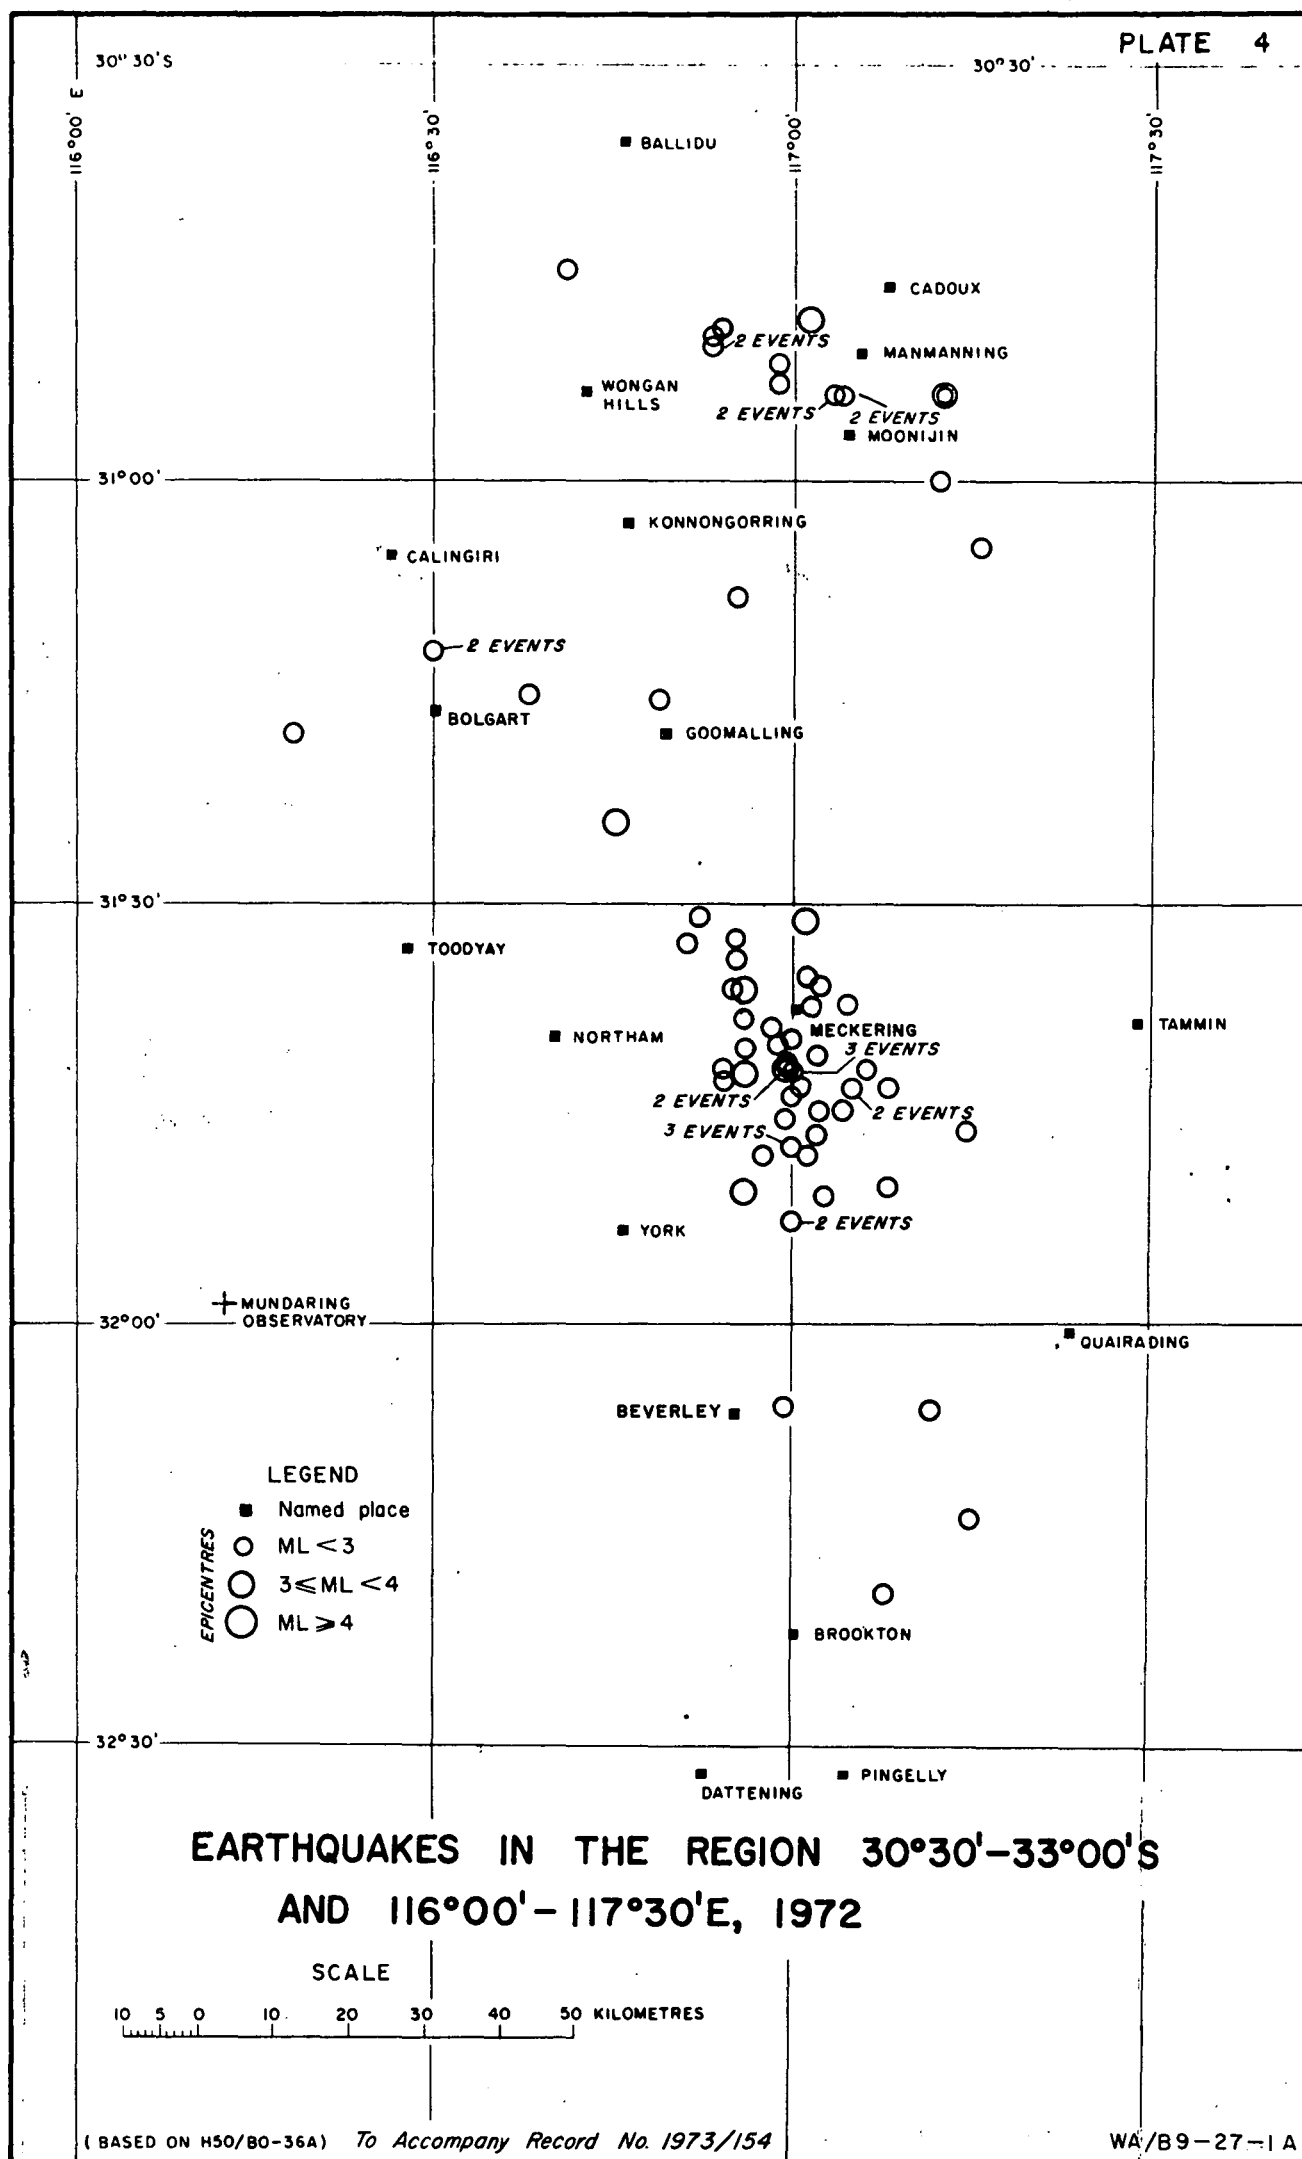 PLATE 4
30° 30' S
30° 30'
116° 00' E
116° 30'
117° 00'
117° 30'
BALLIDU
CADOUX
2 EVENTS
MANMANNING
WONGAN
HILLS
2 EVENTS
2 EVENTS
MOONIJIN
31° 00'
KONNONGORRING
CALINGIRI
2 EVENTS
BOLGART
GOOMALLING
31° 30'
TOODYAY
MECKERING
TAMMIN
NORTHAM
3 EVENTS
2 EVENTS
2 EVENTS
3 EVENTS
2 EVENTS
YORK
MUNDARING
OBSERVATORY
32° 00'
QUAIRADING
BEVERLEY
LEGEND
Named place
EPICENTRES
ML < 3
3 ⩽ ML < 4
ML ⩾ 4
BROOKTON
32° 30'
DATTENING
PINGELLY
EARTHQUAKES IN THE REGION 30°30'–33°00'S
AND 116°00'–117°30'E, 1972
SCALE
10 5 0 10 20 30 40 50 KILOMETRES
(BASED ON H50/B0-36A) To Accompany Record No. 1973/154 WA/B9-27-1A